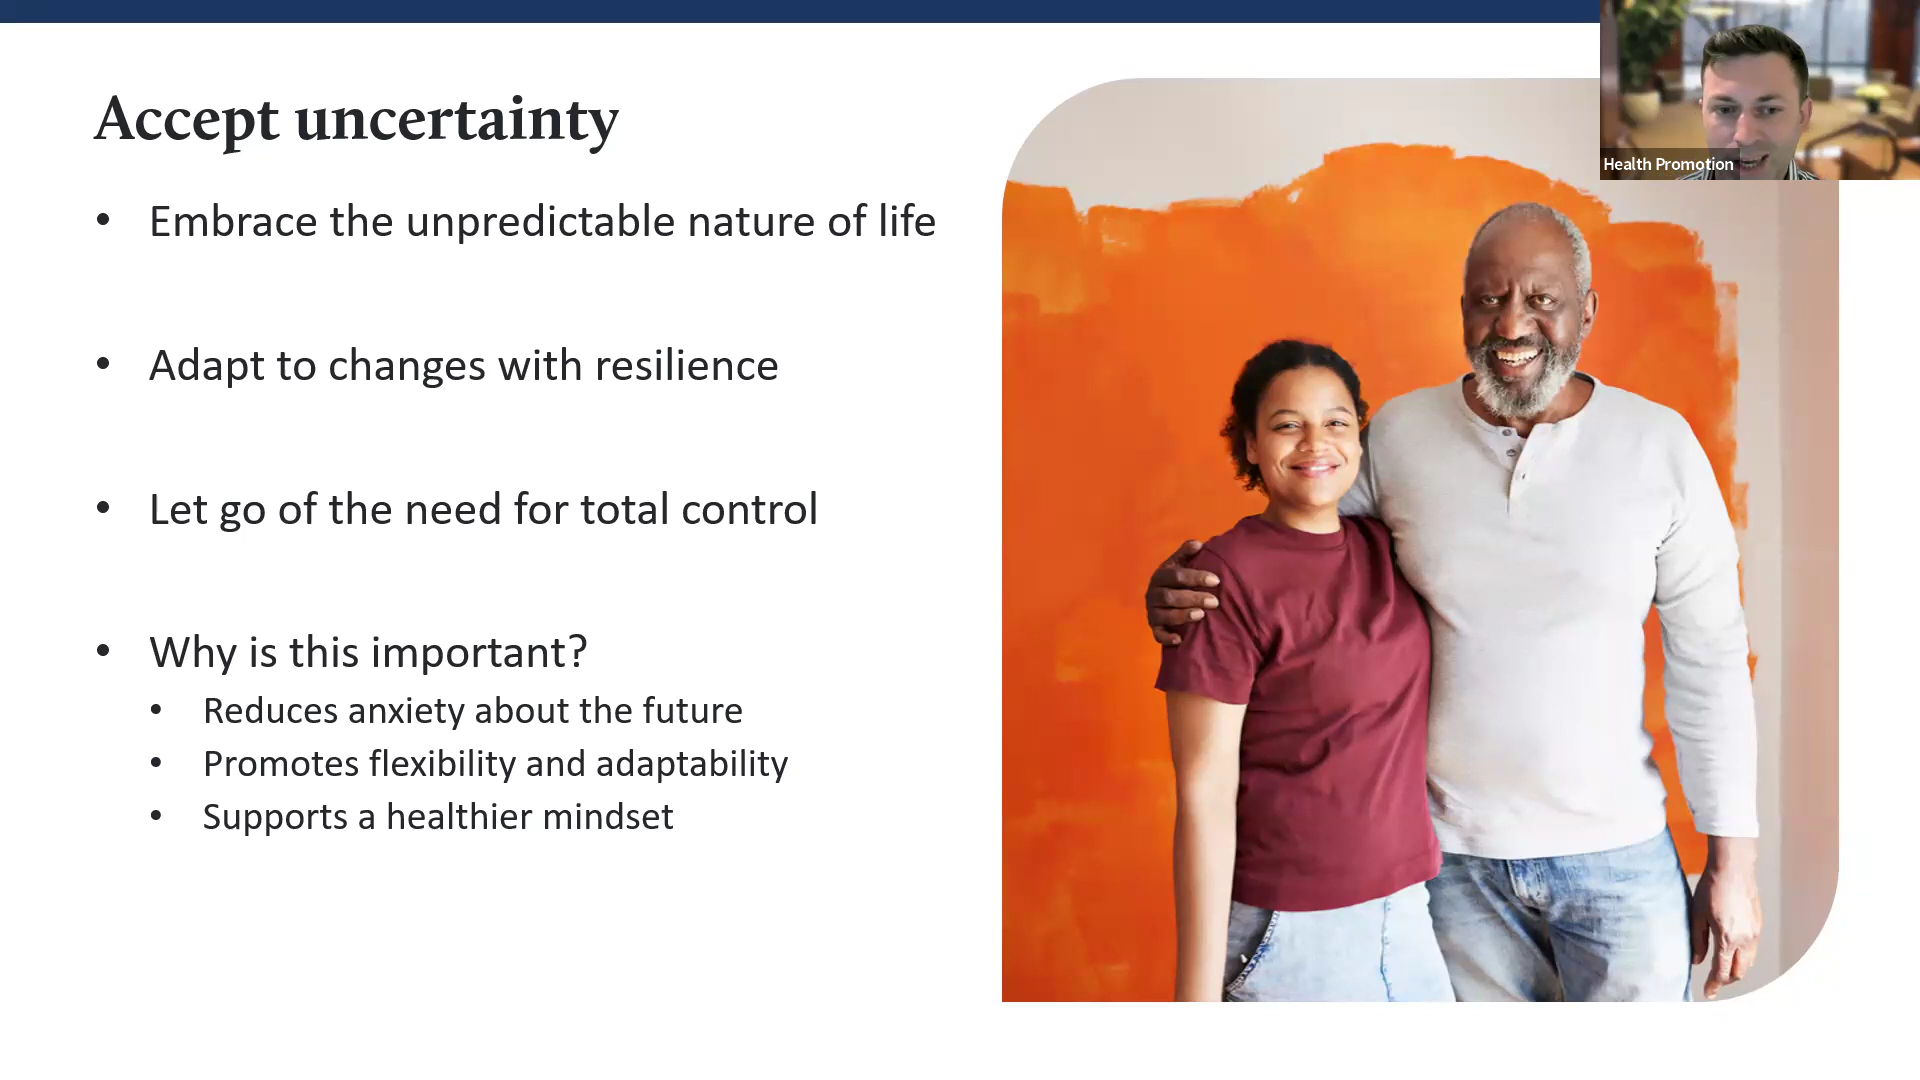 Accept uncertainty
• Embrace the unpredictable nature of life
• Adapt to changes with resilience
• Let go of the need for total control
• Why is this important?
• Reduces anxiety about the future
• Promotes flexibility and adaptability
• Supports a healthier mindset
Health Promotion